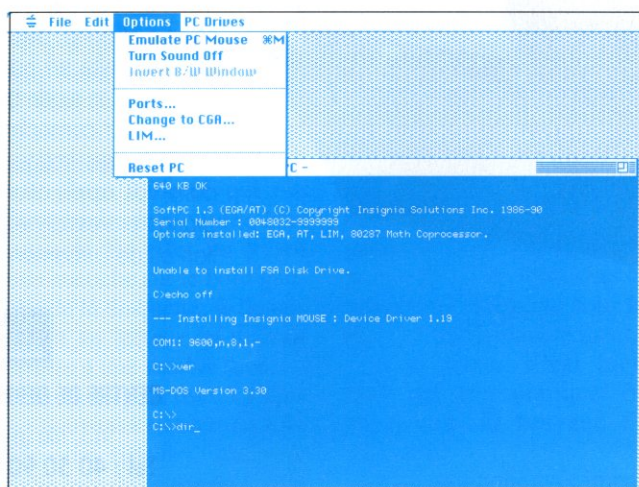 File Edit Options PC Drives
Emulate PC Mouse ⌘M
Turn Sound Off
Invert B/W Window
Ports...
Change to CGA...
LIM...
Reset PC
PC -
640 KB OK
SoftPC 1.3 (EGA/AT) (C) Copyright Insignia Solutions Inc. 1986-90
Serial Number : 0048032-9999999
Options installed: EGA, AT, LIM, 80287 Math Coprocessor.
Unable to install FSA Disk Drive.
C>echo off
--- Installing Insignia MOUSE : Device Driver 1.19
COM1: 9600,n,8,1,-
C:\>ver
MS-DOS Version 3.30
C:\>
C:\>dir_